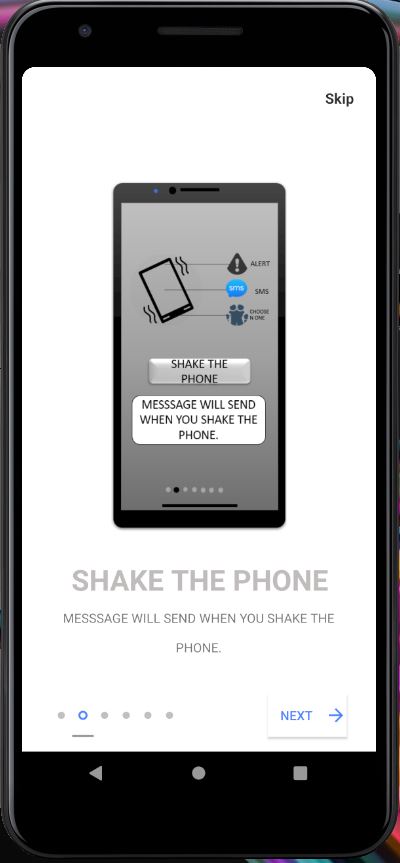 Skip
ALERT
sms
SMS
CHOOSE
N ONE
SHAKE THE
PHONE
MESSSAGE WILL SEND
WHEN YOU SHAKE THE
PHONE.
SHAKE THE PHONE
MESSSAGE WILL SEND WHEN YOU SHAKE THE
PHONE.
NEXT